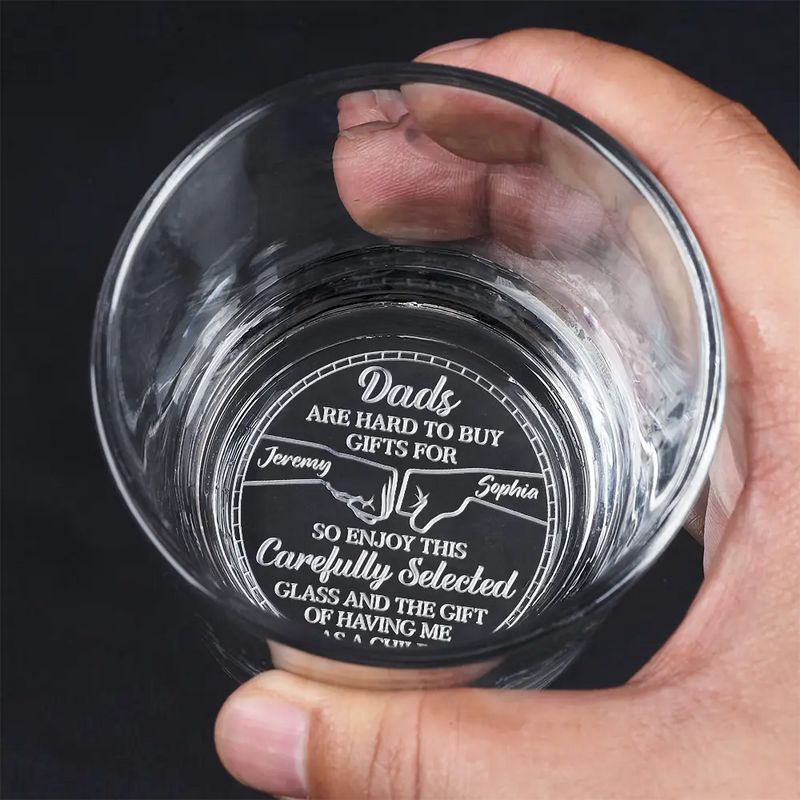 Dads
ARE HARD TO BUY
GIFTS FOR
Jeremy
Sophia
SO ENJOY THIS
Carefully Selected
GLASS AND THE GIFT
OF HAVING ME
AS A